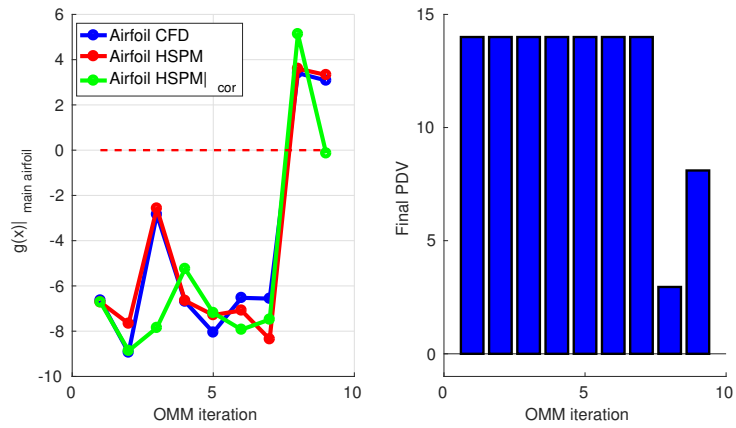 6
4
2
0
-2
-4
-6
-8
-10
g(x)| main airfoil
Airfoil CFD
Airfoil HSPM
Airfoil HSPM| cor
0
5
10
OMM iteration
15
10
5
0
Final PDV
0
5
10
OMM iteration